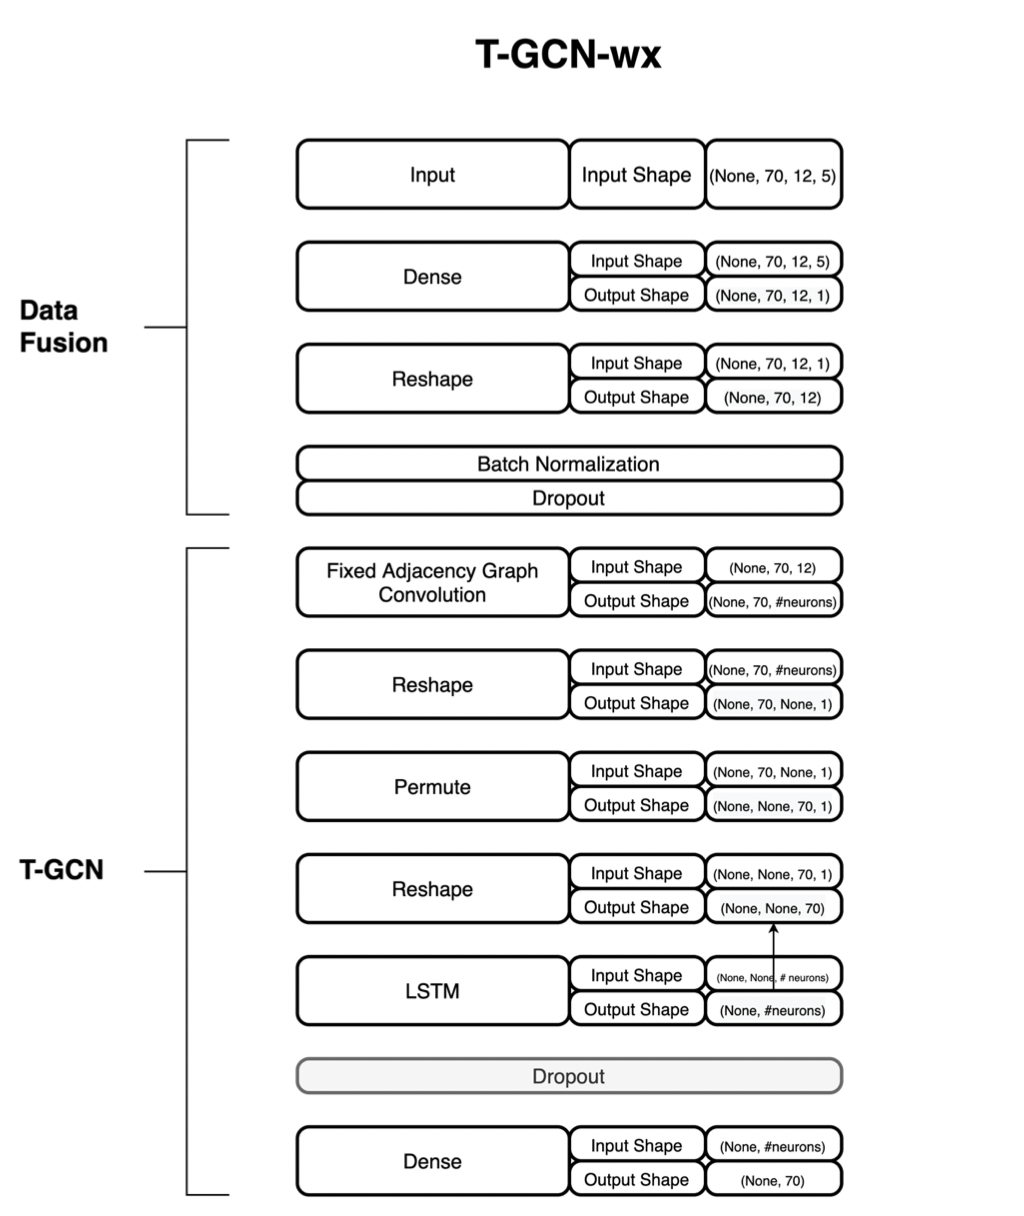 T-GCN-wx
Data
Fusion
Input
Input Shape
(None, 70, 12, 5)
Dense
Input Shape
(None, 70, 12, 5)
Output Shape
(None, 70, 12, 1)
Reshape
Input Shape
(None, 70, 12, 1)
Output Shape
(None, 70, 12)
Batch Normalization
Dropout
T-GCN
Fixed Adjacency Graph
Convolution
Input Shape
(None, 70, 12)
Output Shape
(None, 70, #neurons)
Reshape
Input Shape
(None, 70, #neurons)
Output Shape
(None, 70, None, 1)
Permute
Input Shape
(None, 70, None, 1)
Output Shape
(None, None, 70, 1)
Reshape
Input Shape
(None, None, 70, 1)
Output Shape
(None, None, 70)
LSTM
Input Shape
(None, None, # neurons)
Output Shape
(None, #neurons)
Dropout
Dense
Input Shape
(None, #neurons)
Output Shape
(None, 70)